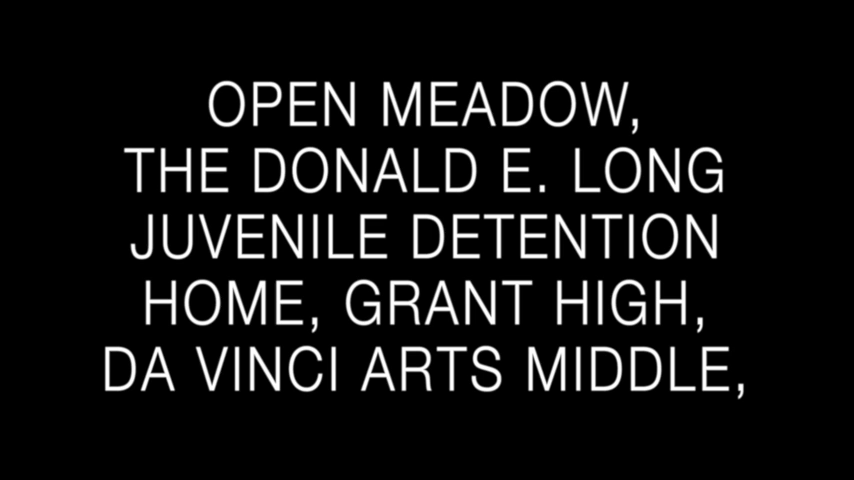 OPEN MEADOW,
THE DONALD E. LONG
JUVENILE DETENTION
HOME, GRANT HIGH,
DA VINCI ARTS MIDDLE,